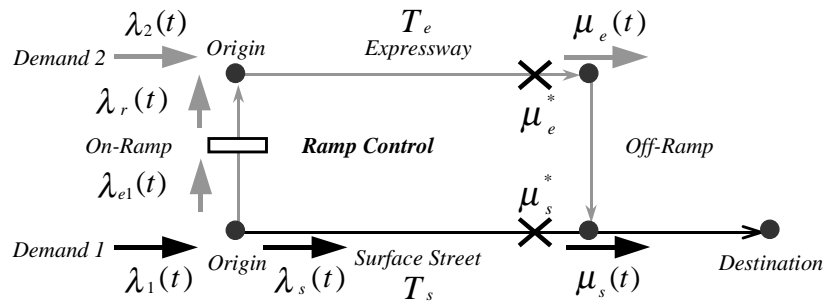 λ₂(t)
Origin
Tₑ
Expressway
μₑ(t)
Demand 2
λᵣ(t)
μₑ*
On-Ramp
Ramp Control
Off-Ramp
λₑ₁(t)
μₛ*
Demand 1
λ₁(t)
Origin
λₛ(t)
Surface Street
Tₛ
μₛ(t)
Destination